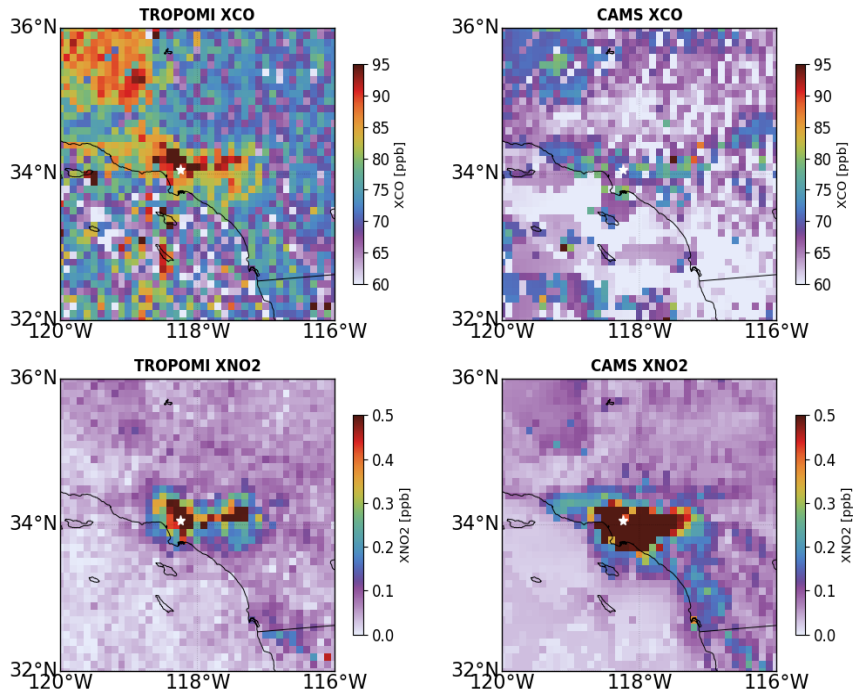 TROPOMI XCO
36°N
34°N
32°N
120°W
118°W
116°W
95
90
85
80
75
70
65
60
XCO [ppb]
CAMS XCO
36°N
34°N
32°N
120°W
118°W
116°W
95
90
85
80
75
70
65
60
XCO [ppb]
TROPOMI XNO2
36°N
34°N
32°N
120°W
118°W
116°W
0.5
0.4
0.3
0.2
0.1
0.0
XNO2 [ppb]
CAMS XNO2
36°N
34°N
32°N
120°W
118°W
116°W
0.5
0.4
0.3
0.2
0.1
0.0
XNO2 [ppb]